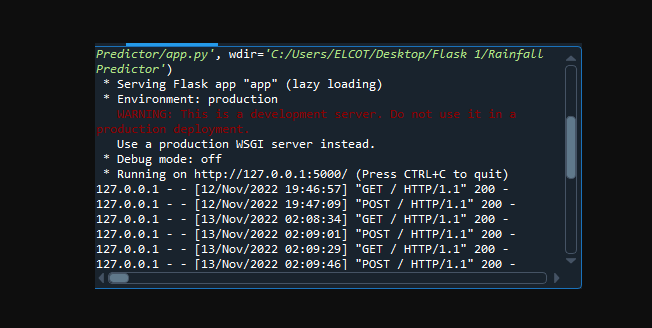 Predictor/app.py', wdir='C:/Users/ELCOT/Desktop/Flask 1/Rainfall
Predictor')
* Serving Flask app "app" (lazy loading)
* Environment: production
WARNING: This is a development server. Do not use it in a
production deployment.
Use a production WSGI server instead.
* Debug mode: off
* Running on http://127.0.0.1:5000/ (Press CTRL+C to quit)
127.0.0.1 - - [12/Nov/2022 19:46:57] "GET / HTTP/1.1" 200 -
127.0.0.1 - - [12/Nov/2022 19:47:09] "POST / HTTP/1.1" 200 -
127.0.0.1 - - [13/Nov/2022 02:08:34] "GET / HTTP/1.1" 200 -
127.0.0.1 - - [13/Nov/2022 02:09:01] "POST / HTTP/1.1" 200 -
127.0.0.1 - - [13/Nov/2022 02:09:29] "GET / HTTP/1.1" 200 -
127.0.0.1 - - [13/Nov/2022 02:09:46] "POST / HTTP/1.1" 200 -